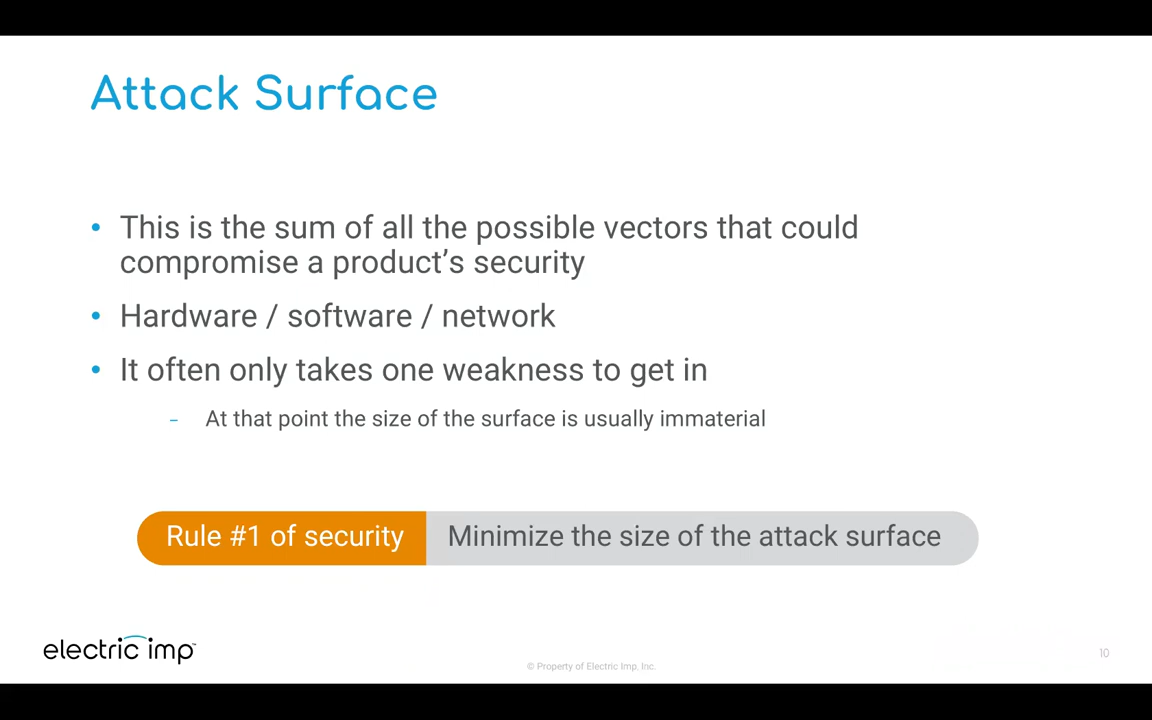 Attack Surface
• This is the sum of all the possible vectors that could
compromise a product’s security
• Hardware / software / network
• It often only takes one weakness to get in
– At that point the size of the surface is usually immaterial
Rule #1 of security Minimize the size of the attack surface
electric imp™
© Property of Electric Imp, Inc.
10